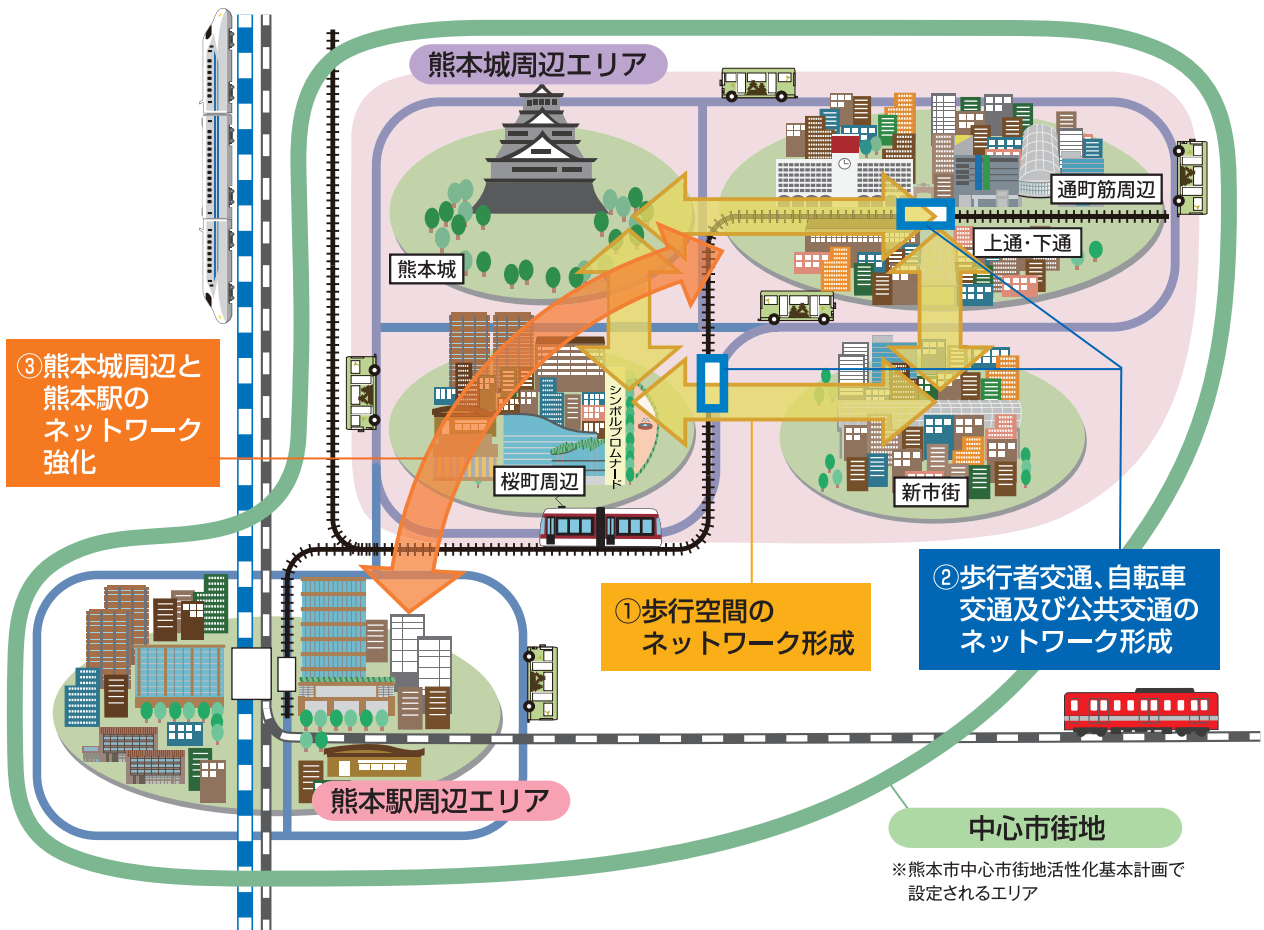 熊本城周辺エリア
通町筋周辺
上通・下通
熊本城
③熊本城周辺と
熊本駅の
ネットワーク
強化
シンボルプロムナード
桜町周辺
新市街
①歩行空間の
ネットワーク形成
②歩行者交通、自転車
交通及び公共交通の
ネットワーク形成
熊本駅周辺エリア
中心市街地
※熊本市中心市街地活性化基本計画で
設定されるエリア